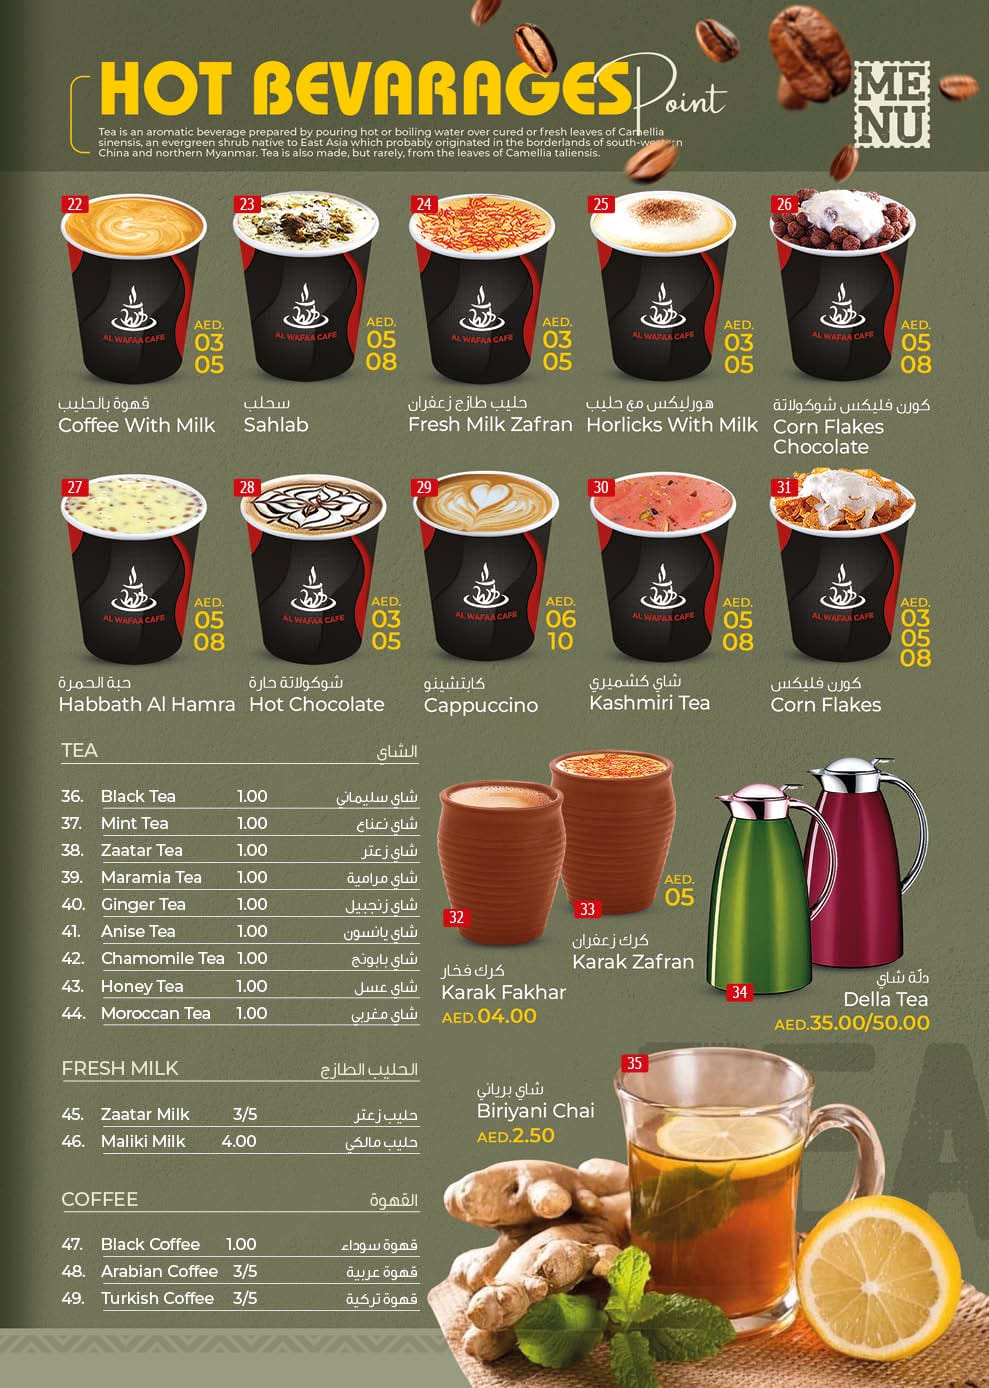 HOT BEVARAGES Point
MENU
Tea is an aromatic beverage prepared by pouring hot or boiling water over cured or fresh leaves of Camellia
sinensis, an evergreen shrub native to East Asia which probably originated in the borderlands of south-western
China and northern Myanmar. Tea is also made, but rarely, from the leaves of Camellia taliensis.
22
AL WAFAA CAFE
AED.
03
05
قهوة بالحليب
Coffee With Milk
23
AL WAFAA CAFE
AED.
05
08
سحلب
Sahlab
24
AL WAFAA CAFE
AED.
03
05
حليب طازج زعفران
Fresh Milk Zafran
25
AL WAFAA CAFE
AED.
03
05
هورليكس مع حليب
Horlicks With Milk
26
AL WAFAA CAFE
AED.
05
08
كورن فليكس شوكولاتة
Corn Flakes
Chocolate
27
AL WAFAA CAFE
AED.
05
08
حبة الحمرة
Habbath Al Hamra
28
AL WAFAA CAFE
AED.
03
05
شوكولاتة حارة
Hot Chocolate
29
AL WAFAA CAFE
AED.
06
10
كابتشينو
Cappuccino
30
AL WAFAA CAFE
AED.
05
08
شاي كشميري
Kashmiri Tea
31
AL WAFAA CAFE
AED.
03
05
08
كورن فليكس
Corn Flakes
TEA الشاي
36. Black Tea 1.00 شاي سليماني
37. Mint Tea 1.00 شاي نعناع
38. Zaatar Tea 1.00 شاي زعتر
39. Maramia Tea 1.00 شاي مرامية
40. Ginger Tea 1.00 شاي زنجبيل
41. Anise Tea 1.00 شاي يانسون
42. Chamomile Tea 1.00 شاي بابونج
43. Honey Tea 1.00 شاي عسل
44. Moroccan Tea 1.00 شاي مغربي
FRESH MILK الحليب الطازج
45. Zaatar Milk 3/5 حليب زعتر
46. Maliki Milk 4.00 حليب مالكي
COFFEE القهوة
47. Black Coffee 1.00 قهوة سوداء
48. Arabian Coffee 3/5 قهوة عربية
49. Turkish Coffee 3/5 قهوة تركية
32
كرك فخار
Karak Fakhar
AED.04.00
33
AED.
05
كرك زعفران
Karak Zafran
34
دلّة شاي
Della Tea
AED.35.00/50.00
35
شاي برياني
Biriyani Chai
AED.2.50
TEA